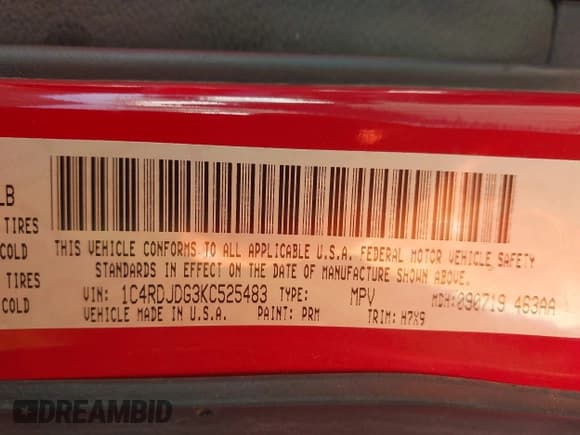 LB
TIRES
COLD
TIRES
COLD
THIS VEHICLE CONFORMS TO ALL APPLICABLE U.S.A. FEDERAL MOTOR VEHICLE SAFETY
STANDARDS IN EFFECT ON THE DATE OF MANUFACTURE SHOWN ABOVE.
VIN: 1C4RDJDG3KC525483 TYPE: MPV MDH:090719 463AA
VEHICLE MADE IN U.S.A. PAINT: PRM TRIM: H7X9
DREAMBID